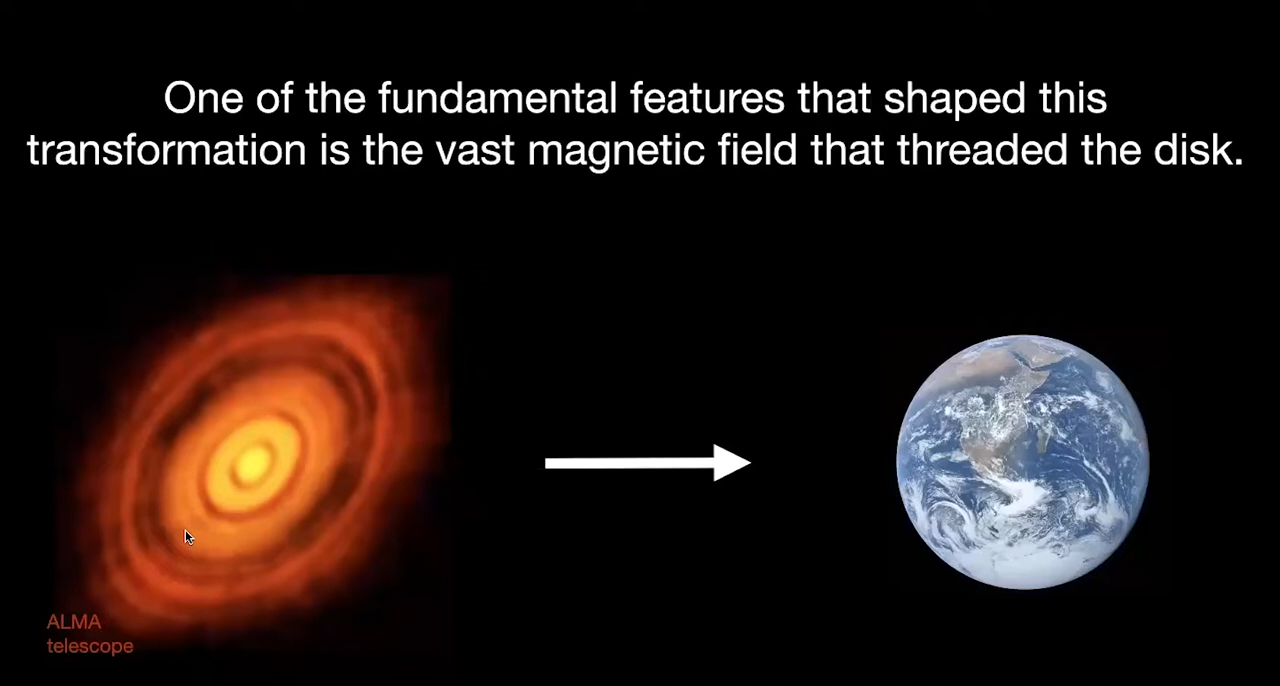 One of the fundamental features that shaped this
transformation is the vast magnetic field that threaded the disk.
ALMA
telescope